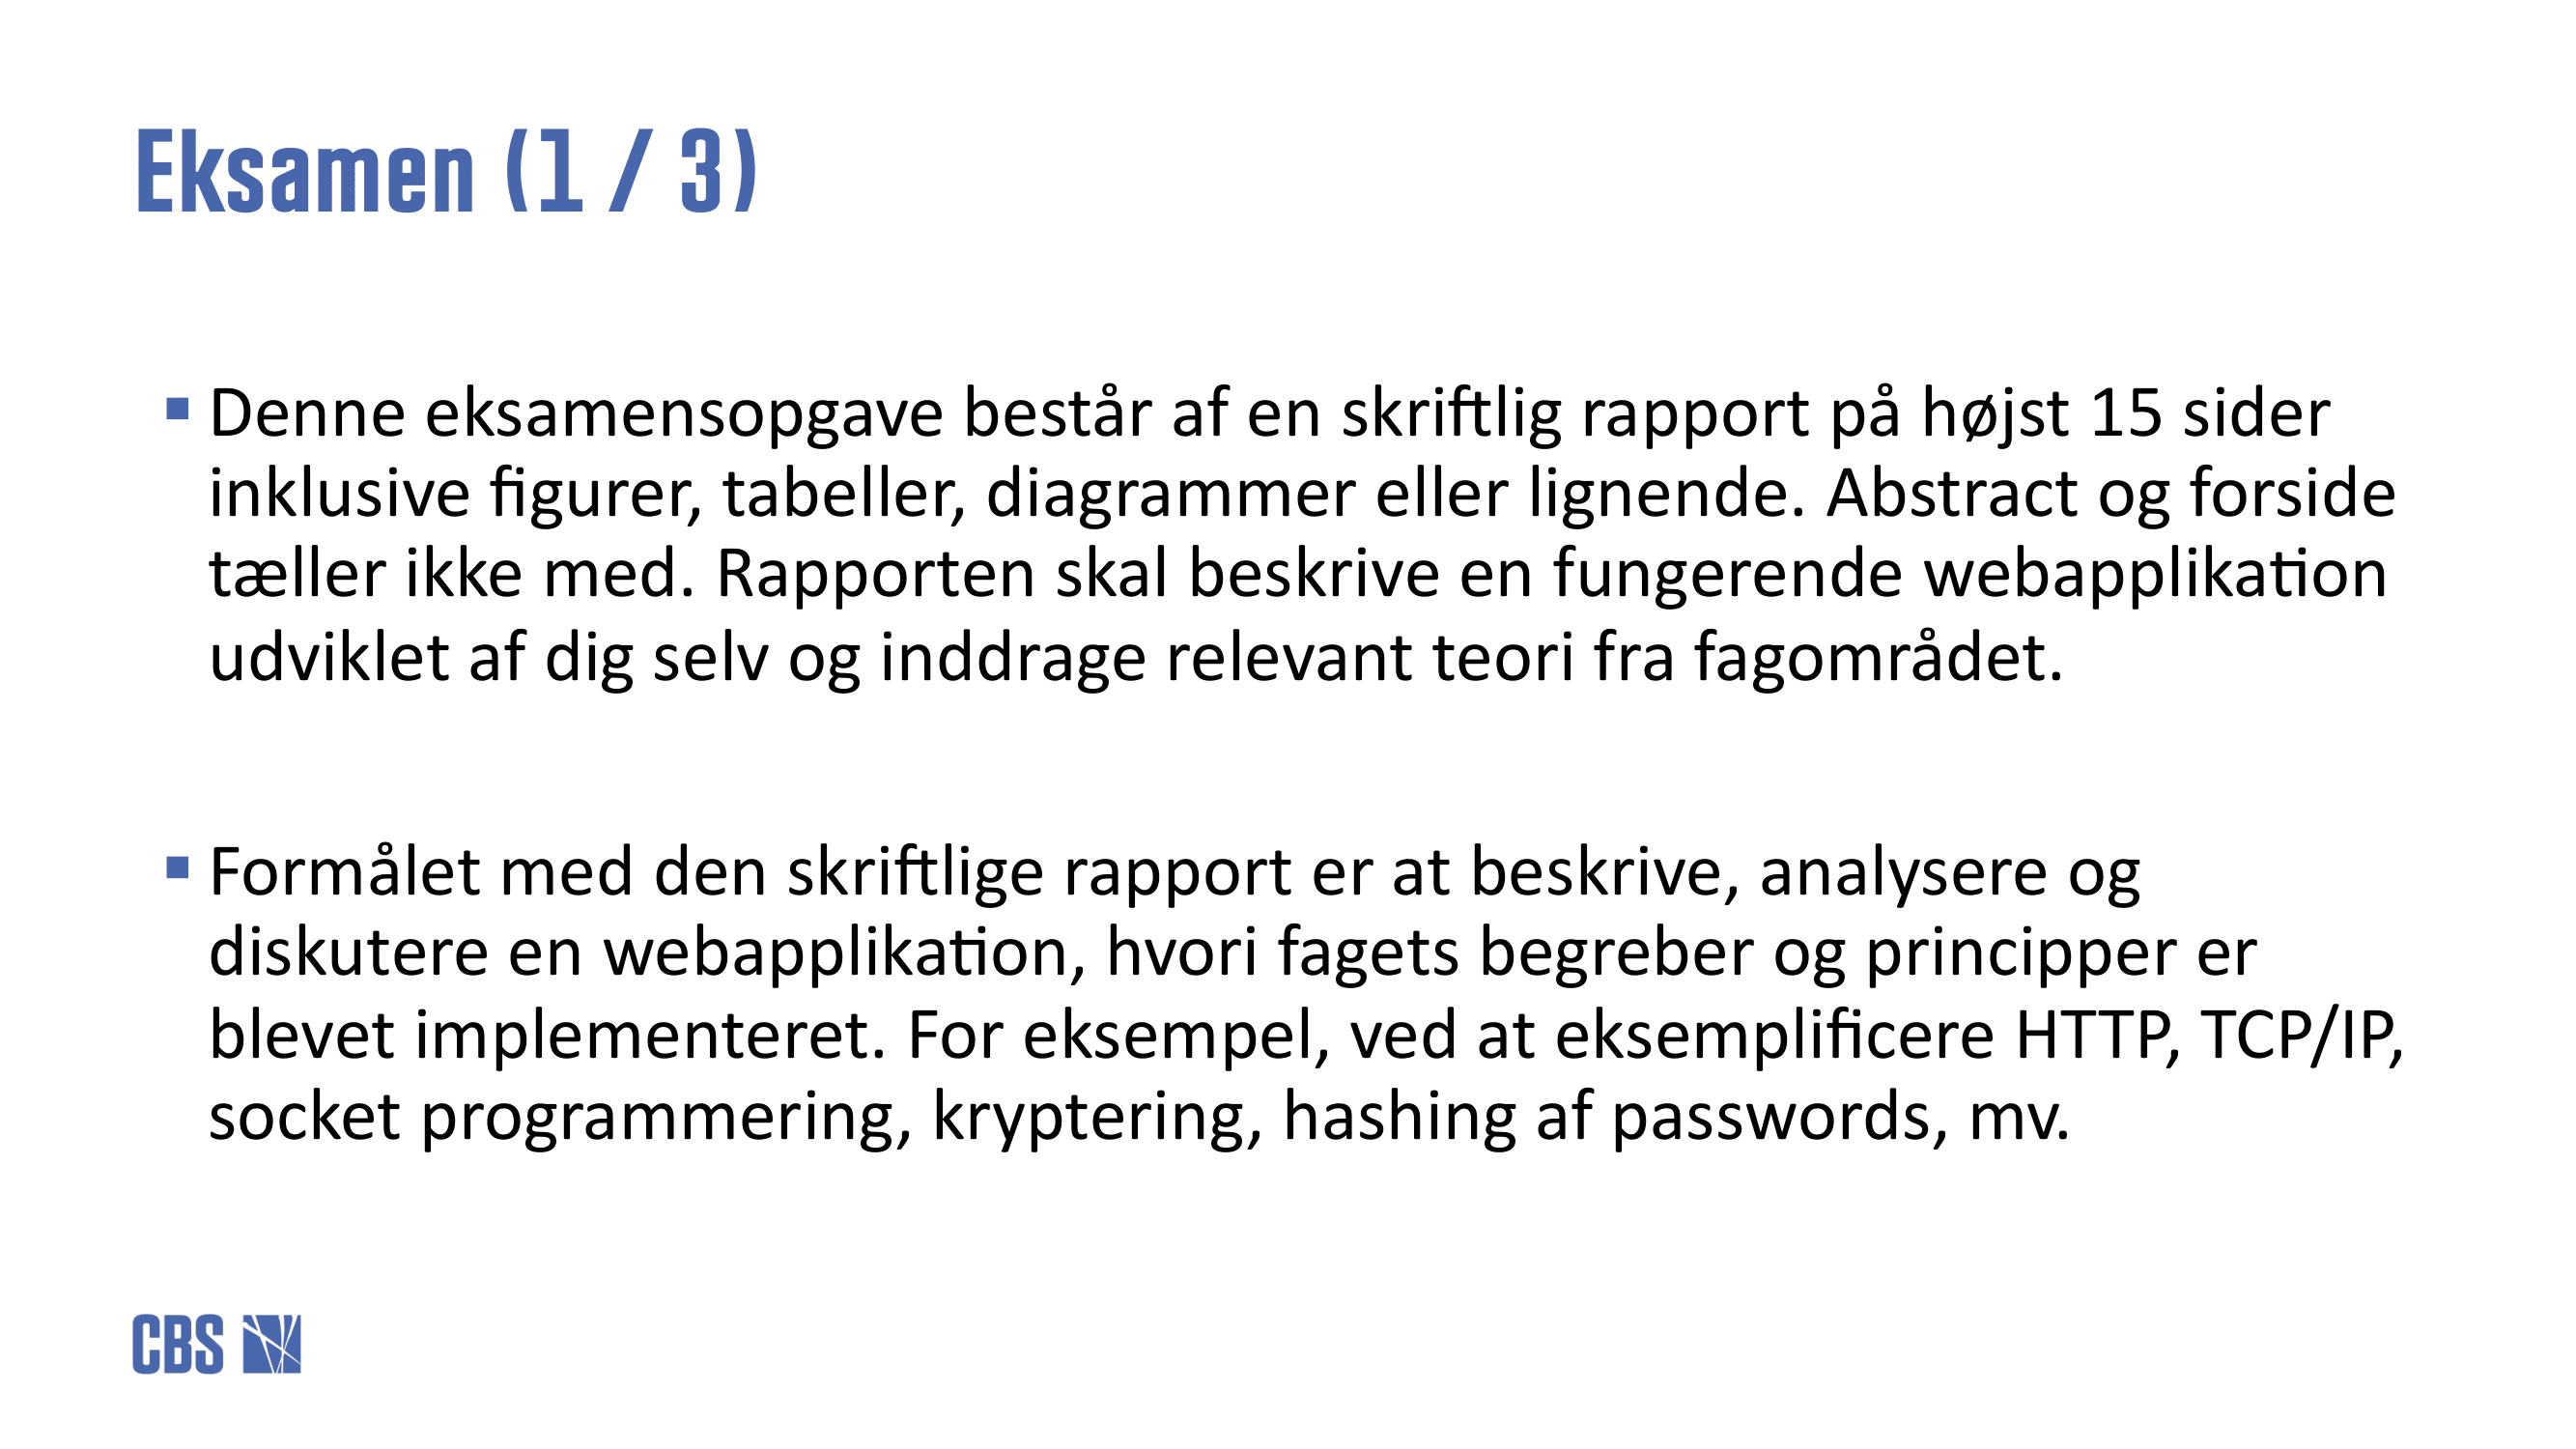 Eksamen (1 / 3)
▪ Denne eksamensopgave består af en skriftlig rapport på højst 15 sider
inklusive figurer, tabeller, diagrammer eller lignende. Abstract og forside
tæller ikke med. Rapporten skal beskrive en fungerende webapplikation
udviklet af dig selv og inddrage relevant teori fra fagområdet.
▪ Formålet med den skriftlige rapport er at beskrive, analysere og
diskutere en webapplikation, hvori fagets begreber og principper er
blevet implementeret. For eksempel, ved at eksemplificere HTTP, TCP/IP,
socket programmering, kryptering, hashing af passwords, mv.
CBS